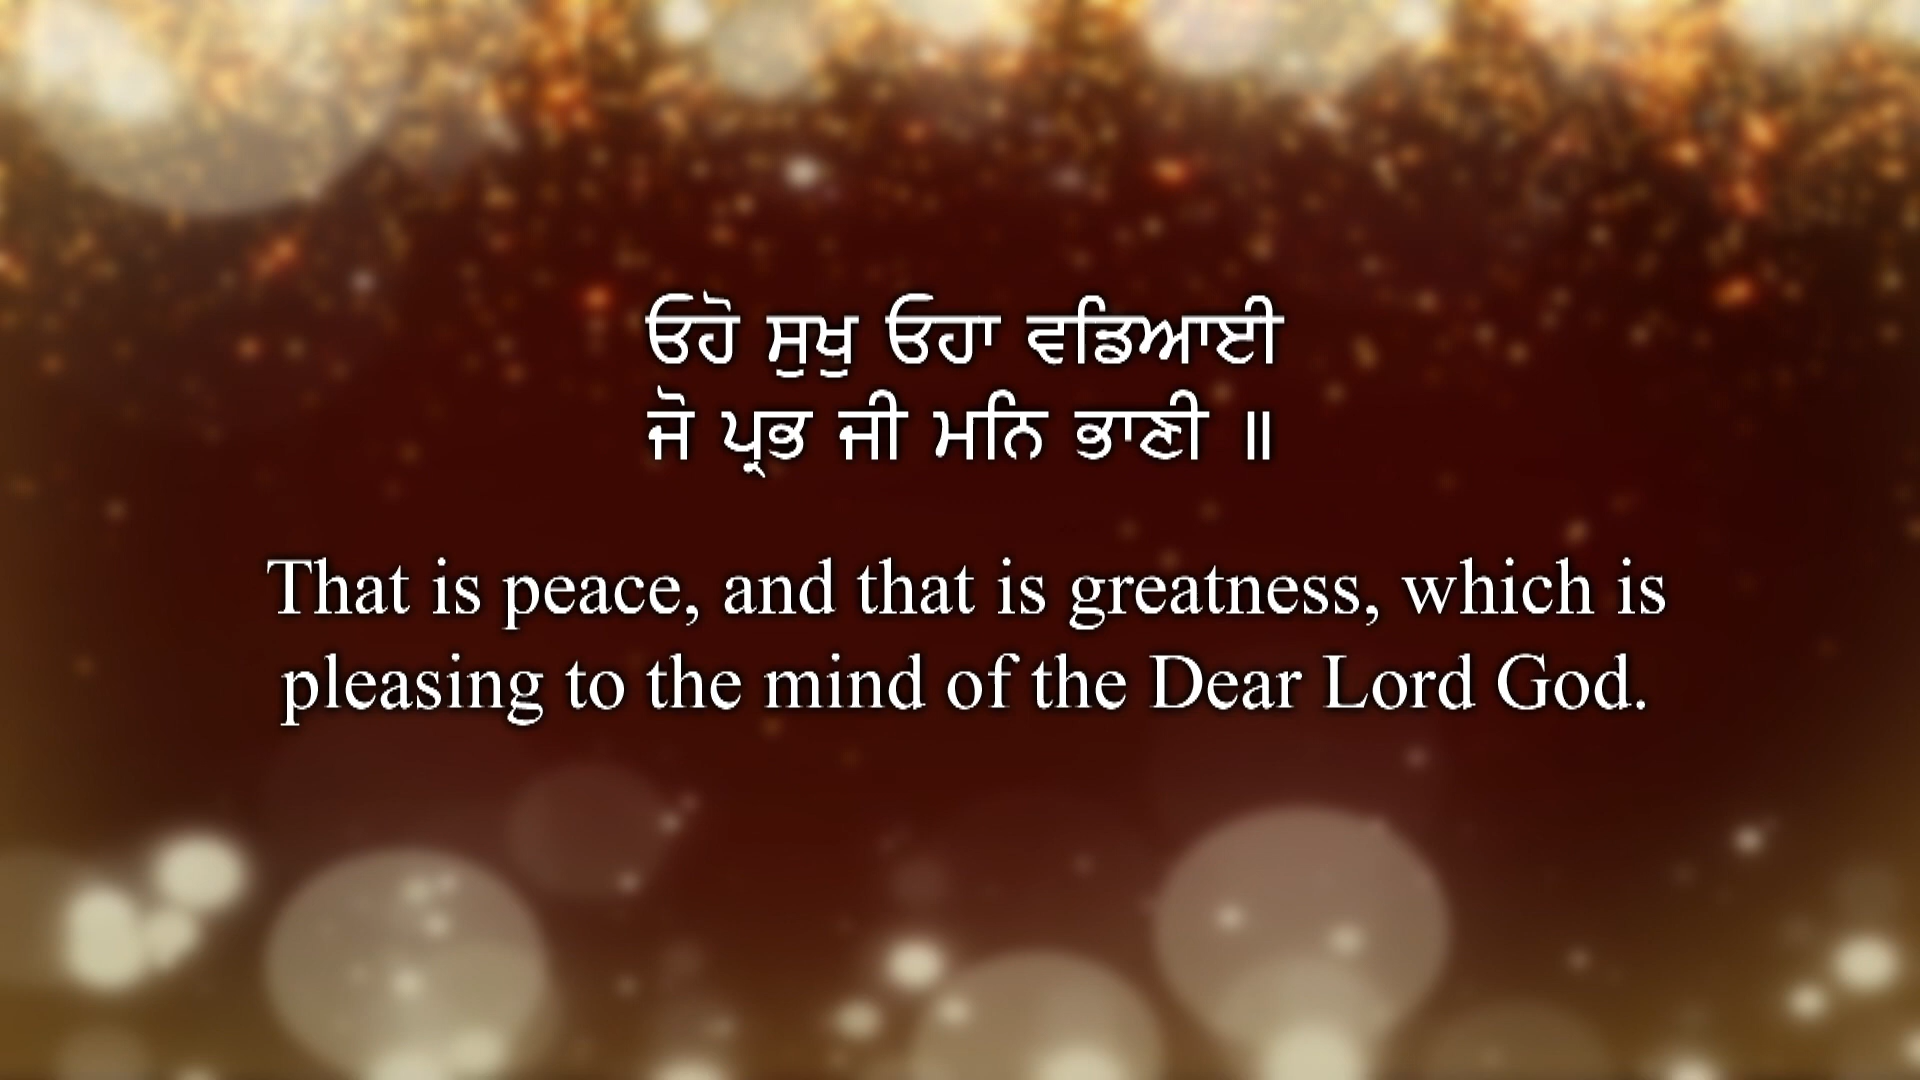 ਓਹੋ ਸੁਖੁ ਓਹਾ ਵਡਿਆਈ
ਜੋ ਪ੍ਰਭ ਜੀ ਮਨਿ ਭਾਣੀ ॥
That is peace, and that is greatness, which is
pleasing to the mind of the Dear Lord God.